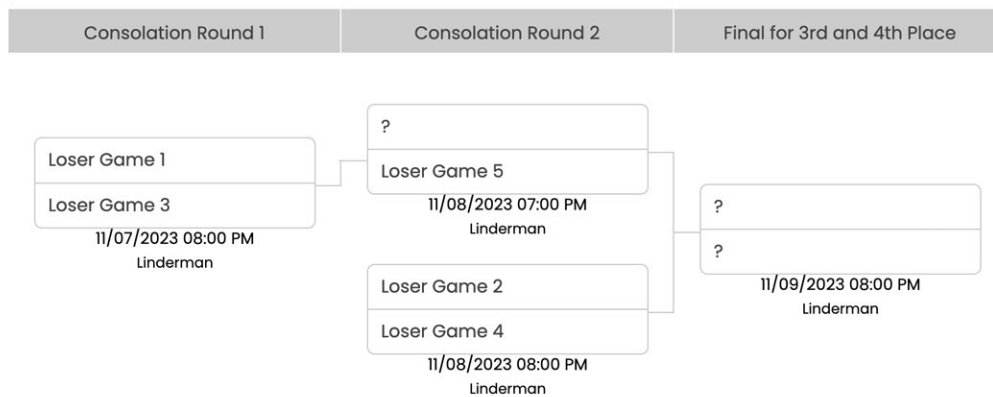 Consolation Round 1
Consolation Round 2
Final for 3rd and 4th Place
Loser Game 1
Loser Game 3
11/07/2023 08:00 PM
Linderman
?
Loser Game 5
11/08/2023 07:00 PM
Linderman
Loser Game 2
Loser Game 4
11/08/2023 08:00 PM
Linderman
?
?
11/09/2023 08:00 PM
Linderman